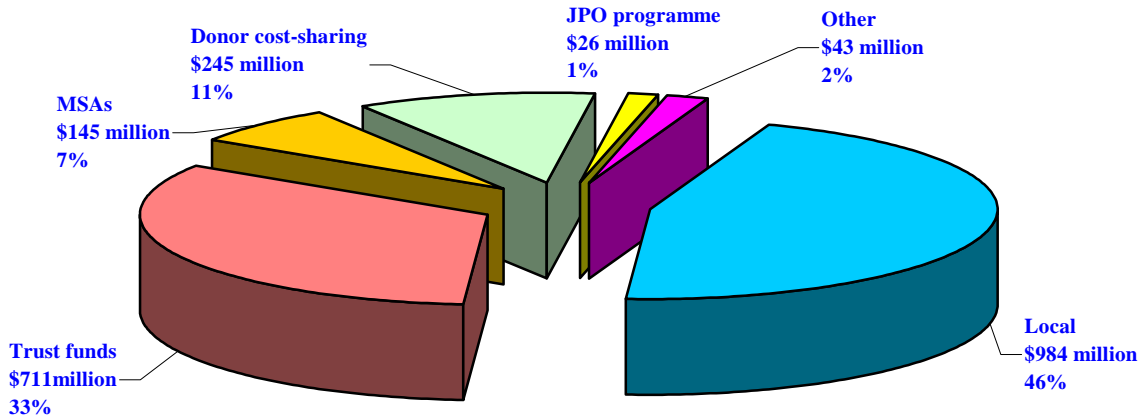 JPO programme
$26 million
1%
Other
$43 million
2%
Donor cost-sharing
$245 million
11%
MSAs
$145 million
7%
Trust funds
$711million
33%
Local
$984 million
46%